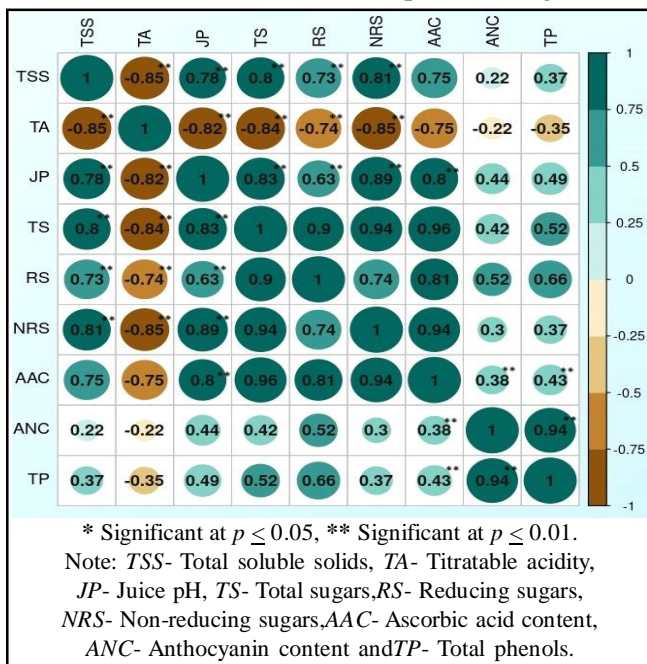 TSS TA JP TS RS NRS AAC ANC TP
TSS 1 -0.85** 0.78** 0.8** 0.73** 0.81** 0.75 0.22 0.37
TA -0.85** 1 -0.82** -0.84** -0.74** -0.85** -0.75 -0.22 -0.35
JP 0.78** -0.82** 1 0.83** 0.63** 0.89** 0.8** 0.44 0.49
TS 0.8** -0.84** 0.83** 1 0.9 0.94 0.96 0.42 0.52
RS 0.73** -0.74** 0.63** 0.9 1 0.74 0.81 0.52 0.66
NRS 0.81** -0.85** 0.89** 0.94 0.74 1 0.94 0.3 0.37
AAC 0.75 -0.75 0.8** 0.96 0.81 0.94 1 0.38** 0.43**
ANC 0.22 -0.22 0.44 0.42 0.52 0.3 0.38** 1 0.94**
TP 0.37 -0.35 0.49 0.52 0.66 0.37 0.43** 0.94** 1
1
0.75
0.5
0.25
0
-0.25
-0.5
-0.75
-1
* Significant at p ≤ 0.05, ** Significant at p ≤ 0.01.
Note: TSS- Total soluble solids, TA- Titratable acidity,
JP- Juice pH, TS- Total sugars,RS- Reducing sugars,
NRS- Non-reducing sugars,AAC- Ascorbic acid content,
ANC- Anthocyanin content andTP- Total phenols.